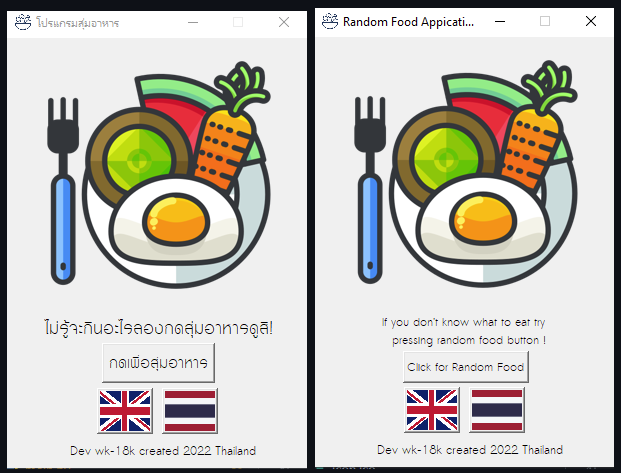 โปรแกรมสุ่มอาหาร
ไม่รู้จะกินอะไรลองกดสุ่มอาหารดูสิ!
กดเพื่อสุ่มอาหาร
Dev wk-18k created 2022 Thailand
Random Food Appicati...
If you don't know what to eat try
pressing random food button !
Click for Random Food
Dev wk-18k created 2022 Thailand